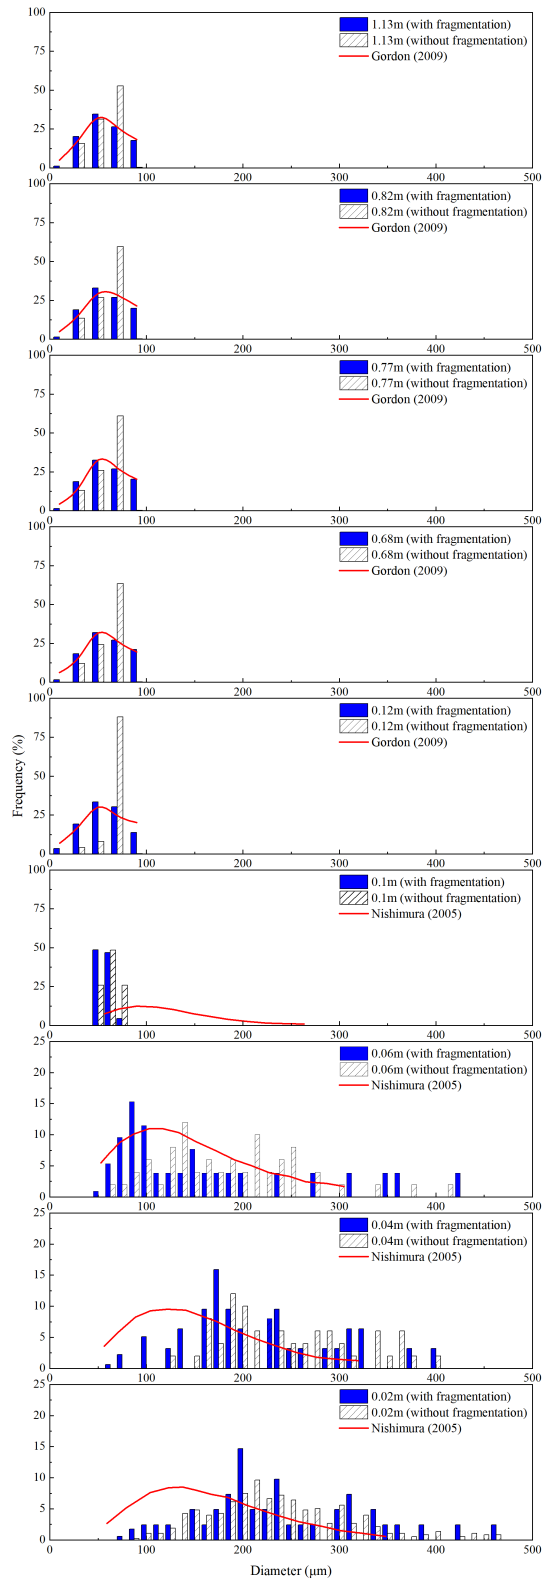 100
1.13m (with fragmentation)
1.13m (without fragmentation)
Gordon (2009)
75
50
25
0
0 100 200 300 400 500
100
0.82m (with fragmentation)
0.82m (without fragmentation)
Gordon (2009)
75
50
25
0
0 100 200 300 400 500
100
0.77m (with fragmentation)
0.77m (without fragmentation)
Gordon (2009)
75
50
25
0
0 100 200 300 400 500
100
0.68m (with fragmentation)
0.68m (without fragmentation)
Gordon (2009)
75
50
25
0
0 100 200 300 400 500
100
0.12m (with fragmentation)
0.12m (without fragmentation)
Gordon (2009)
75
50
25
0
0 100 200 300 400 500
Frequency (%)
100
0.1m (with fragmentation)
0.1m (without fragmentation)
Nishimura (2005)
75
50
25
0
0 100 200 300 400 500
25
0.06m (with fragmentation)
0.06m (without fragmentation)
Nishimura (2005)
20
15
10
5
0
0 100 200 300 400 500
25
0.04m (with fragmentation)
0.04m (without fragmentation)
Nishimura (2005)
20
15
10
5
0
0 100 200 300 400 500
25
0.02m (with fragmentation)
0.02m (without fragmentation)
Nishimura (2005)
20
15
10
5
0
0 100 200 300 400 500
Diameter (μm)